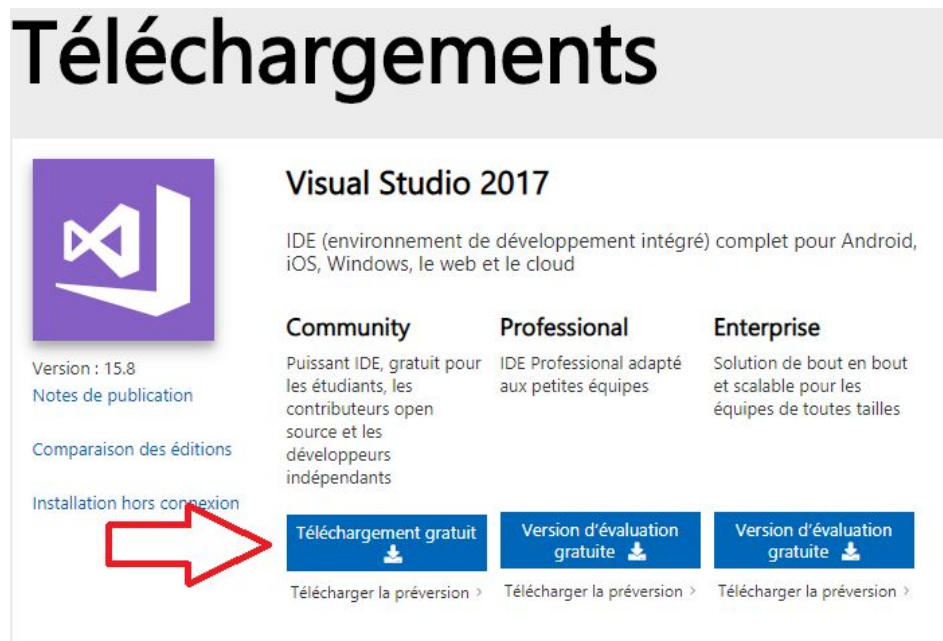 Téléchargements
Visual Studio 2017
IDE (environnement de développement intégré) complet pour Android,
iOS, Windows, le web et le cloud
Version : 15.8
Notes de publication
Comparaison des éditions
Installation hors connexion
Community
Puissant IDE, gratuit pour
les étudiants, les
contributeurs open
source et les
développeurs
indépendants
Téléchargement gratuit
Télécharger la préversion >
Professional
IDE Professional adapté
aux petites équipes
Version d'évaluation
gratuite
Télécharger la préversion >
Enterprise
Solution de bout en bout
et scalable pour les
équipes de toutes tailles
Version d'évaluation
gratuite
Télécharger la préversion >